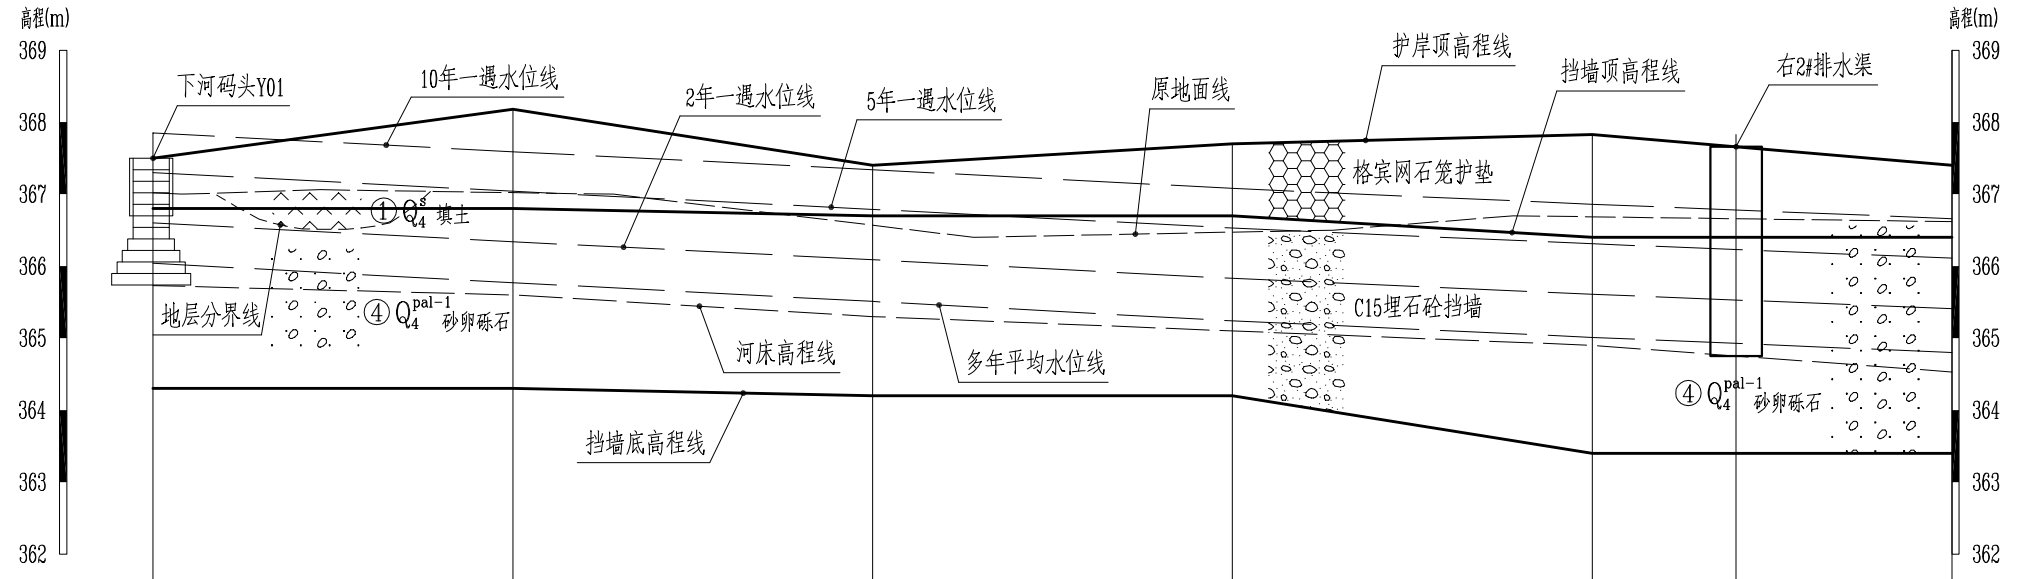 高程(m)
高程(m)
369
369
护岸顶高程线
下河码头Y01
10年一遇水位线
2年一遇水位线
5年一遇水位线
原地面线
挡墙顶高程线
右2#排水渠
368
368
367
367
格宾网石笼护垫
①Q₄ˢ 填土
366
366
地层分界线
④Q₄ᵖᵃˡ⁻¹ 砂卵砾石
C15埋石砼挡墙
365
365
河床高程线
多年平均水位线
④Q₄ᵖᵃˡ⁻¹ 砂卵砾石
364
364
挡墙底高程线
363
363
362
362